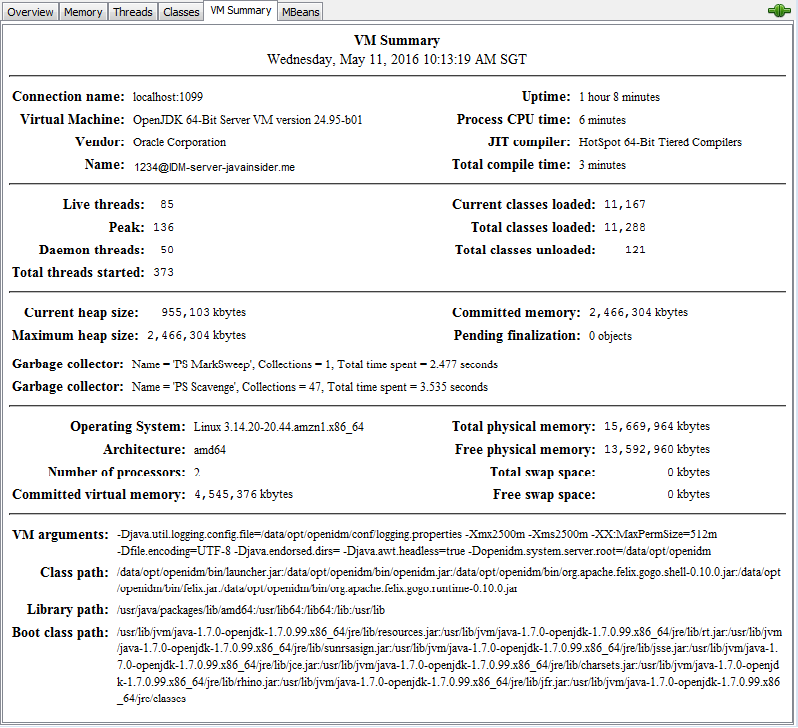 Overview Memory Threads Classes VM Summary MBeans
VM Summary
Wednesday, May 11, 2016 10:13:19 AM SGT
Connection name: localhost:1099 Uptime: 1 hour 8 minutes
Virtual Machine: OpenJDK 64-Bit Server VM version 24.95-b01 Process CPU time: 6 minutes
Vendor: Oracle Corporation JIT compiler: HotSpot 64-Bit Tiered Compilers
Name: 1234@IDM-server-javainsider.me Total compile time: 3 minutes
Live threads: 85 Current classes loaded: 11,167
Peak: 136 Total classes loaded: 11,288
Daemon threads: 50 Total classes unloaded: 121
Total threads started: 373
Current heap size: 955,103 kbytes Committed memory: 2,466,304 kbytes
Maximum heap size: 2,466,304 kbytes Pending finalization: 0 objects
Garbage collector: Name = 'PS MarkSweep', Collections = 1, Total time spent = 2.477 seconds
Garbage collector: Name = 'PS Scavenge', Collections = 47, Total time spent = 3.535 seconds
Operating System: Linux 3.14.20-20.44.amzn1.x86_64 Total physical memory: 15,669,964 kbytes
Architecture: amd64 Free physical memory: 13,592,960 kbytes
Number of processors: 2 Total swap space: 0 kbytes
Committed virtual memory: 4,545,376 kbytes Free swap space: 0 kbytes
VM arguments: -Djava.util.logging.config.file=/data/opt/openidm/conf/logging.properties -Xmx2500m -Xms2500m -XX:MaxPermSize=512m
-Dfile.encoding=UTF-8 -Djava.endorsed.dirs= -Djava.awt.headless=true -Dopenidm.system.server.root=/data/opt/openidm
Class path: /data/opt/openidm/bin/launcher.jar:/data/opt/openidm/bin/openidm.jar:/data/opt/openidm/bin/org.apache.felix.gogo.shell-0.10.0.jar:/data/opt
/openidm/bin/felix.jar:/data/opt/openidm/bin/org.apache.felix.gogo.runtime-0.10.0.jar
Library path: /usr/java/packages/lib/amd64:/usr/lib64:/lib64:/lib:/usr/lib
Boot class path: /usr/lib/jvm/java-1.7.0-openjdk-1.7.0.99.x86_64/jre/lib/resources.jar:/usr/lib/jvm/java-1.7.0-openjdk-1.7.0.99.x86_64/jre/lib/rt.jar:/usr/lib/jvm
/java-1.7.0-openjdk-1.7.0.99.x86_64/jre/lib/sunrsasign.jar:/usr/lib/jvm/java-1.7.0-openjdk-1.7.0.99.x86_64/jre/lib/jsse.jar:/usr/lib/jvm/java-1.
7.0-openjdk-1.7.0.99.x86_64/jre/lib/jce.jar:/usr/lib/jvm/java-1.7.0-openjdk-1.7.0.99.x86_64/jre/lib/charsets.jar:/usr/lib/jvm/java-1.7.0-openjd
k-1.7.0.99.x86_64/jre/lib/rhino.jar:/usr/lib/jvm/java-1.7.0-openjdk-1.7.0.99.x86_64/jre/lib/jfr.jar:/usr/lib/jvm/java-1.7.0-openjdk-1.7.0.99.x86
_64/jre/classes